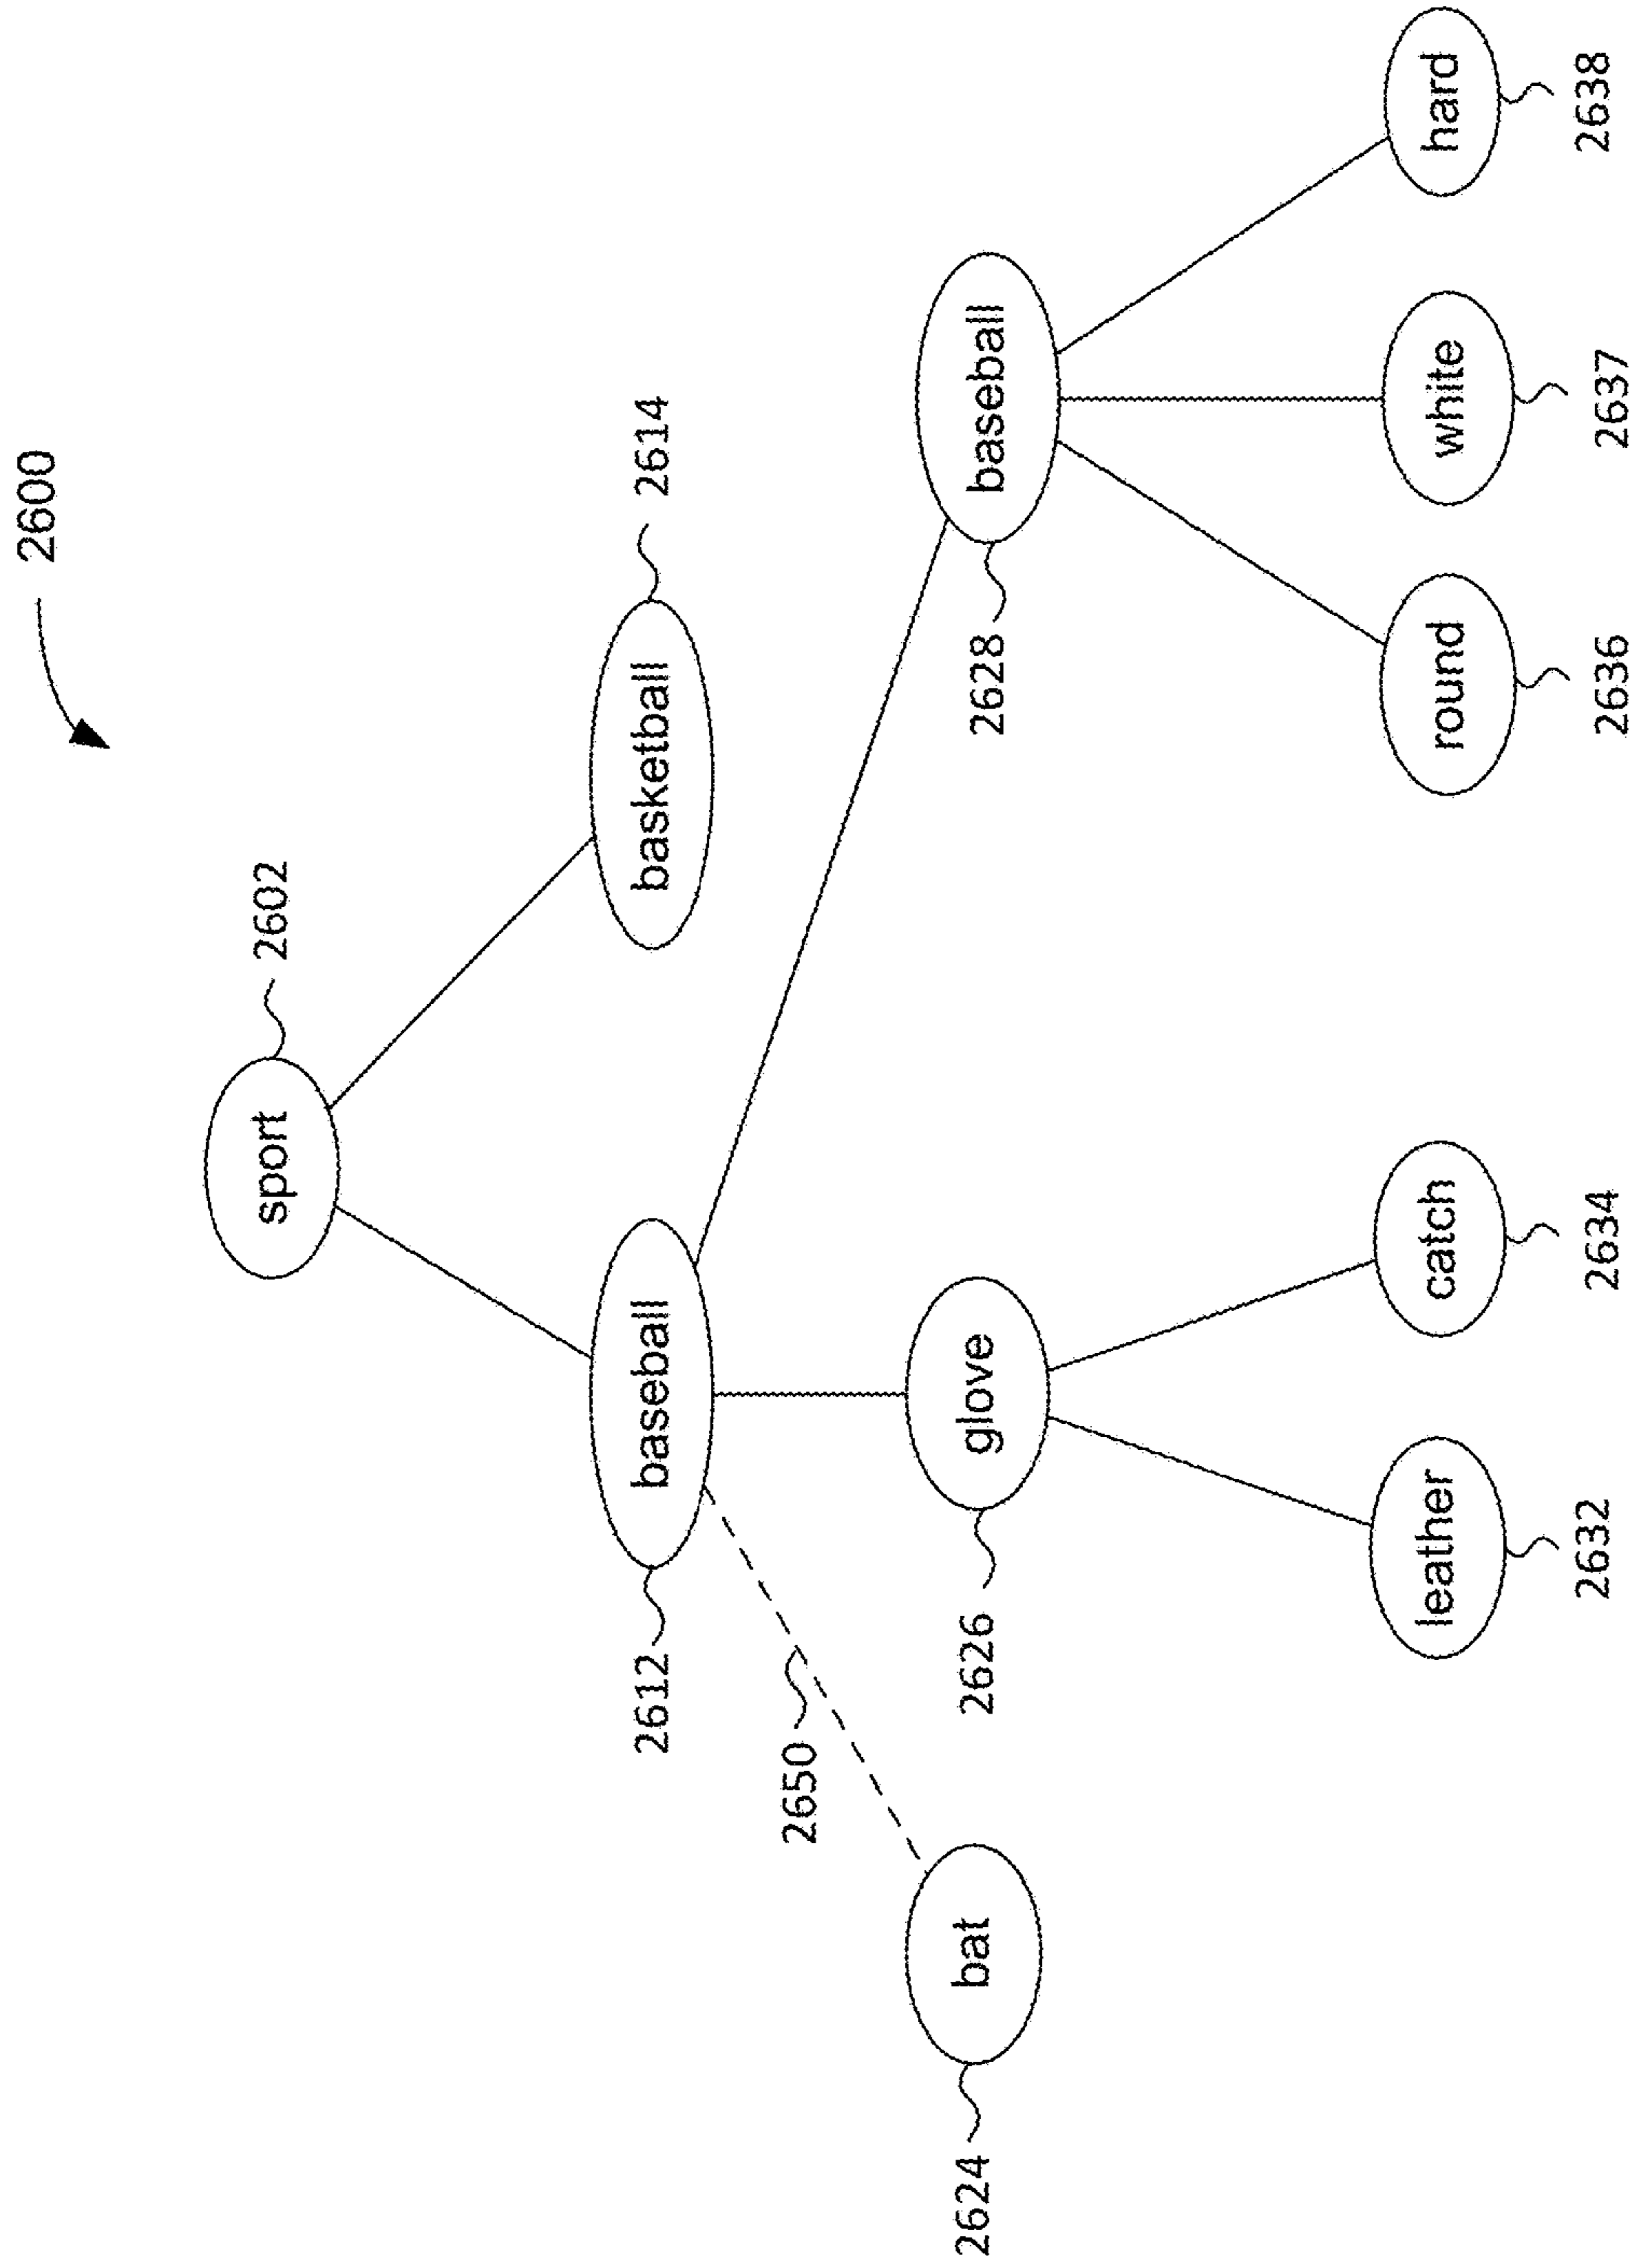 2600
sport
2602
baseball
2612
basketball
2614
2650
bat
2624
glove
2626
baseball
2628
leather
2632
catch
2634
round
2636
white
2637
hard
2638